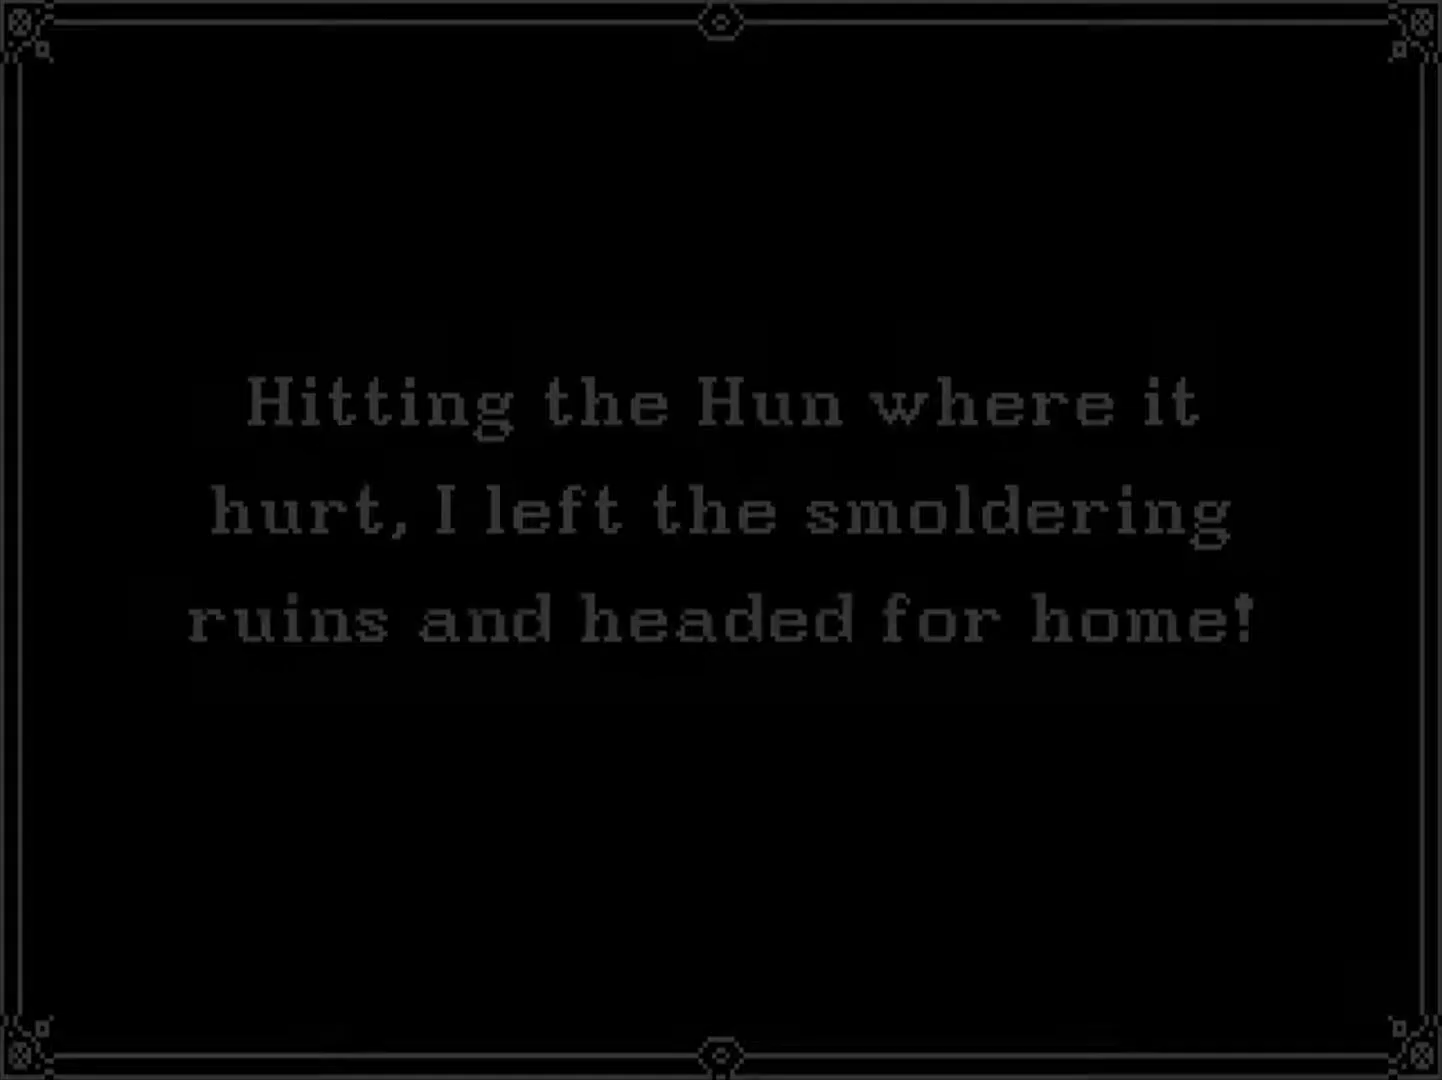 Hitting the Hun where it
hurt, I left the smoldering
ruins and headed for home!